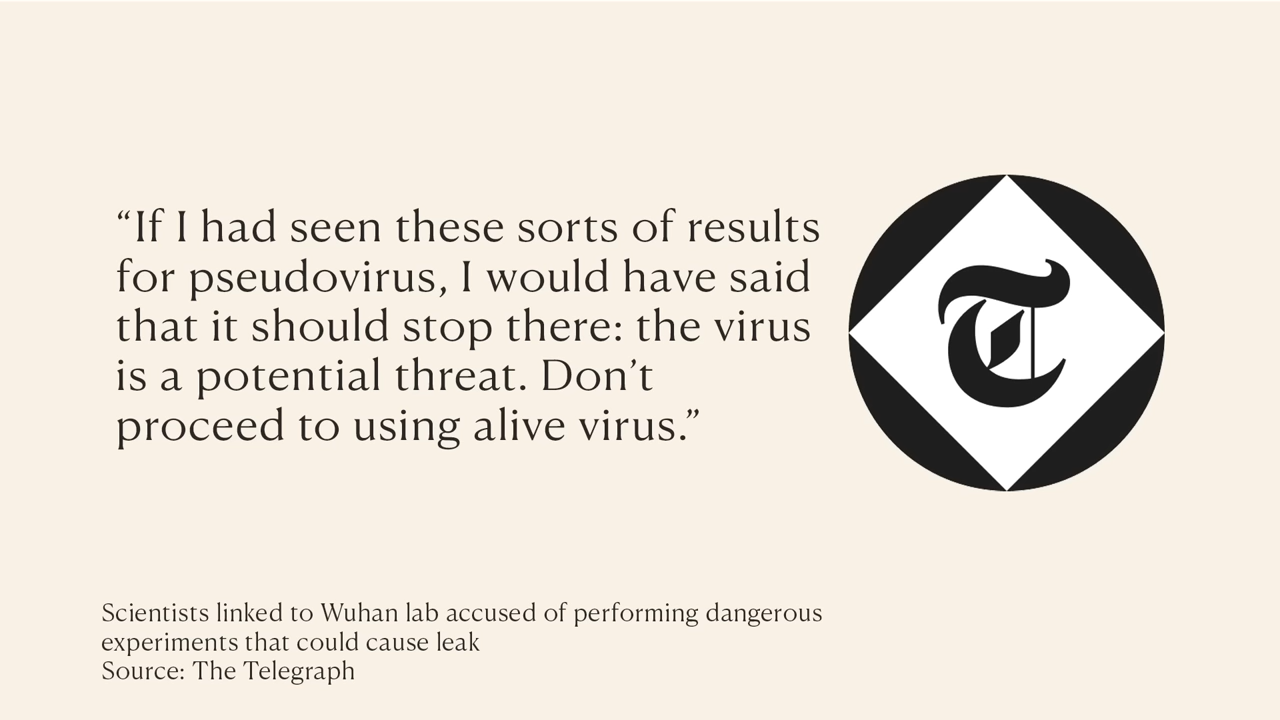 “If I had seen these sorts of results
for pseudovirus, I would have said
that it should stop there: the virus
is a potential threat. Don’t
proceed to using alive virus.”
T
Scientists linked to Wuhan lab accused of performing dangerous
experiments that could cause leak
Source: The Telegraph